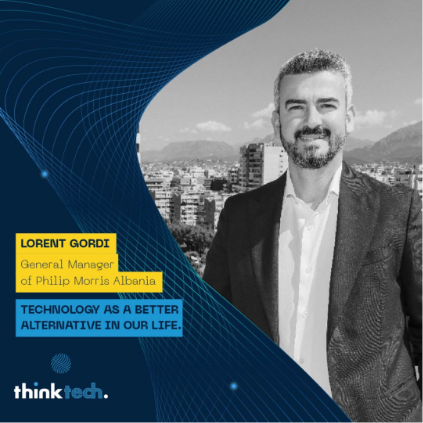 LORENT GORDI
General Manager
of Philip Morris Albania
TECHNOLOGY AS A BETTER
ALTERNATIVE IN OUR LIFE.
thinktech.